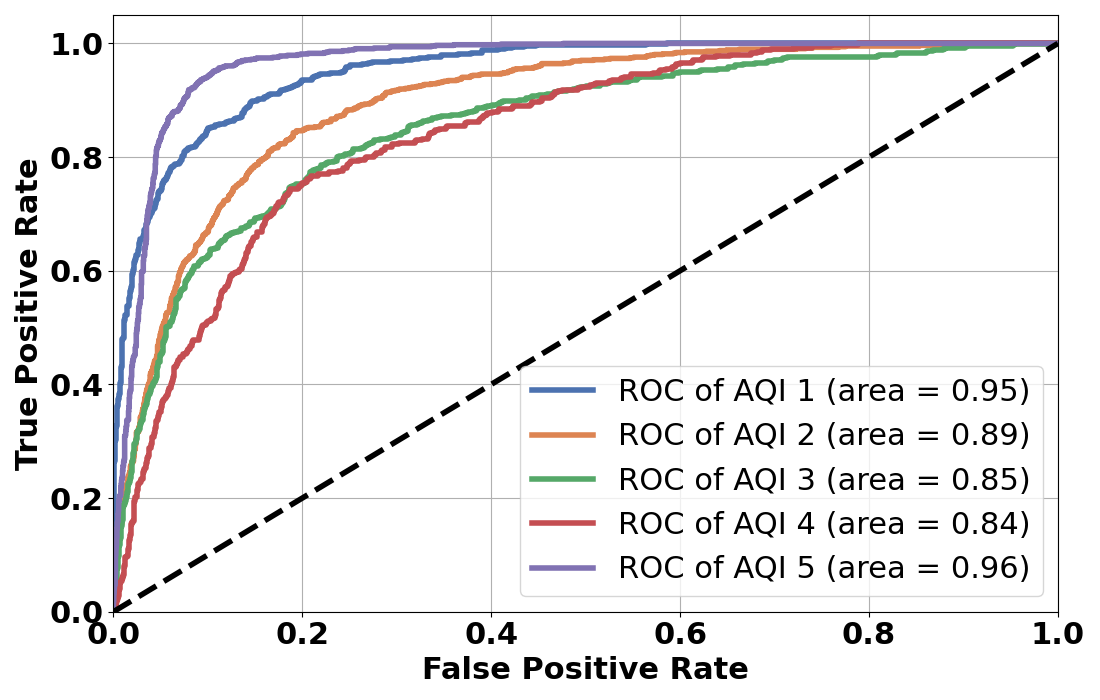 True Positive Rate
1.0
0.8
0.6
0.4
0.2
0.0
ROC of AQI 1 (area = 0.95)
ROC of AQI 2 (area = 0.89)
ROC of AQI 3 (area = 0.85)
ROC of AQI 4 (area = 0.84)
ROC of AQI 5 (area = 0.96)
0.0 0.2 0.4 0.6 0.8 1.0
False Positive Rate